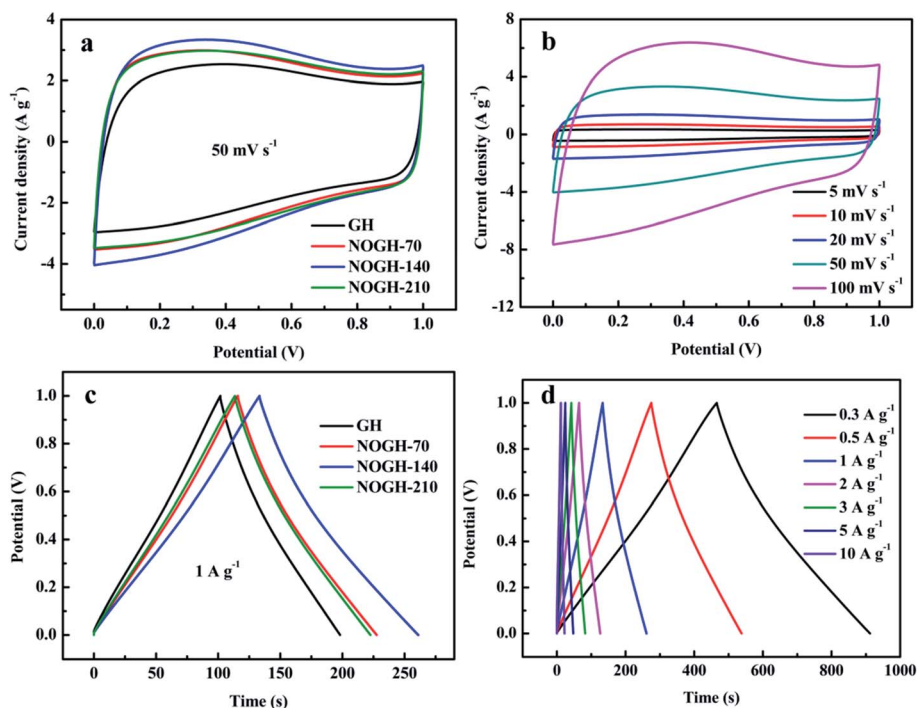 a
4
3
2
1
0
-1
-2
-3
-4
Current density (A g⁻¹)
50 mV s⁻¹
GH
NOGH-70
NOGH-140
NOGH-210
0.0 0.2 0.4 0.6 0.8 1.0
Potential (V)
b
8
4
0
-4
-8
-12
Current density (A g⁻¹)
5 mV s⁻¹
10 mV s⁻¹
20 mV s⁻¹
50 mV s⁻¹
100 mV s⁻¹
0.0 0.2 0.4 0.6 0.8 1.0
Potential (V)
c
1.0
0.8
0.6
0.4
0.2
0.0
Potential (V)
GH
NOGH-70
NOGH-140
NOGH-210
1 A g⁻¹
0 50 100 150 200 250
Time (s)
d
1.0
0.8
0.6
0.4
0.2
0.0
Potential (V)
0.3 A g⁻¹
0.5 A g⁻¹
1 A g⁻¹
2 A g⁻¹
3 A g⁻¹
5 A g⁻¹
10 A g⁻¹
0 200 400 600 800 1000
Time (s)